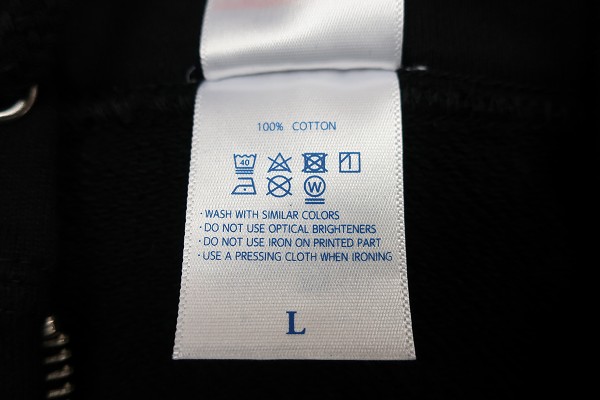 100% COTTON
40
W
· WASH WITH SIMILAR COLORS
· DO NOT USE OPTICAL BRIGHTENERS
· DO NOT USE IRON ON PRINTED PART
· USE A PRESSING CLOTH WHEN IRONING
L